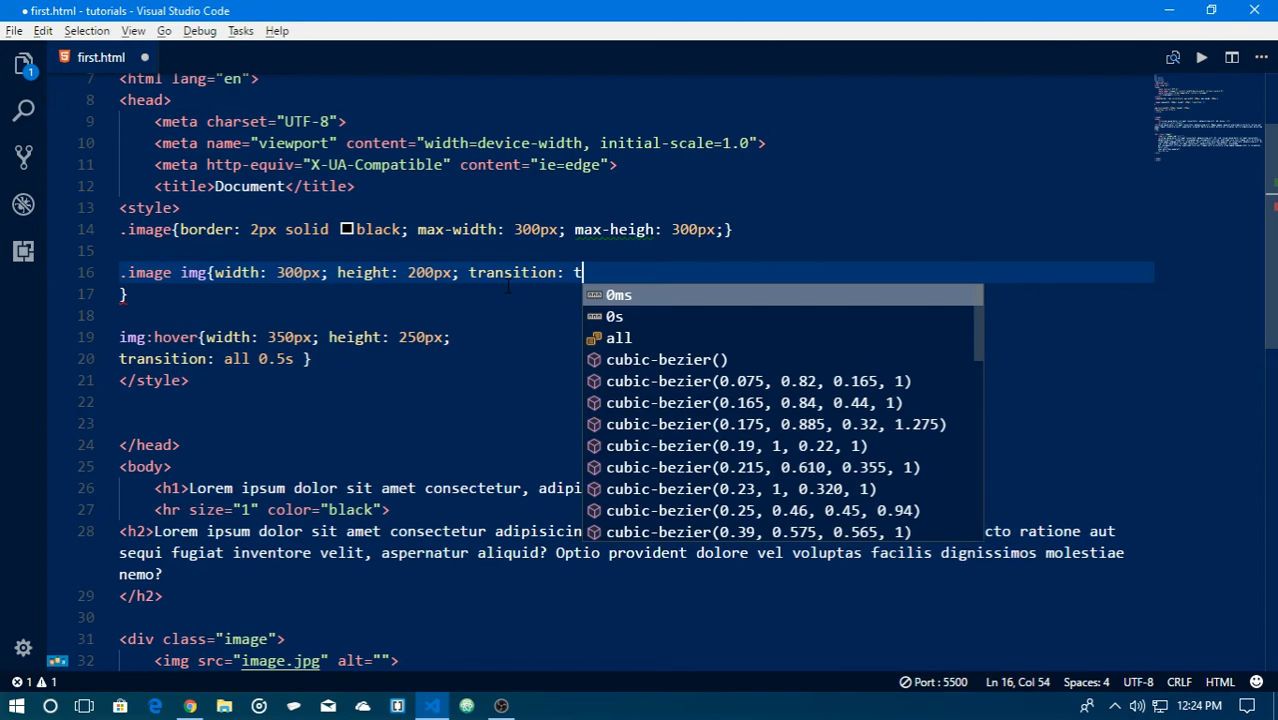 first.html - tutorials - Visual Studio Code
File Edit Selection View Go Debug Tasks Help
first.html
7 <html lang="en">
8 <head>
9 <meta charset="UTF-8">
10 <meta name="viewport" content="width=device-width, initial-scale=1.0">
11 <meta http-equiv="X-UA-Compatible" content="ie=edge">
12 <title>Document</title>
13 <style>
14 .image{border: 2px solid black; max-width: 300px; max-heigh: 300px;}
15
16 .image img{width: 300px; height: 200px; transition: t
0ms
17 }
18
0s
all
19 img:hover{width: 350px; height: 250px;
cubic-bezier()
20 transition: all 0.5s }
21 </style>
cubic-bezier(0.075, 0.82, 0.165, 1)
22
cubic-bezier(0.165, 0.84, 0.44, 1)
23
cubic-bezier(0.175, 0.885, 0.32, 1.275)
24 </head>
cubic-bezier(0.19, 1, 0.22, 1)
25 <body>
cubic-bezier(0.215, 0.610, 0.355, 1)
26 <h1>Lorem ipsum dolor sit amet consectetur, adipi
cubic-bezier(0.23, 1, 0.320, 1)
27 <hr size="1" color="black">
cubic-bezier(0.25, 0.46, 0.45, 0.94)
28 <h2>Lorem ipsum dolor sit amet consectetur adipisicin
cubic-bezier(0.39, 0.575, 0.565, 1)
cto ratione aut
sequi fugiat inventore velit, aspernatur aliquid? Optio provident dolore vel voluptas facilis dignissimos molestiae
nemo?
29 </h2>
30
31 <div class="image">
32 <img src="image.jpg" alt="">
1
1 1
Port : 5500 Ln 16, Col 54 Spaces: 4 UTF-8 CRLF HTML
12:24 PM